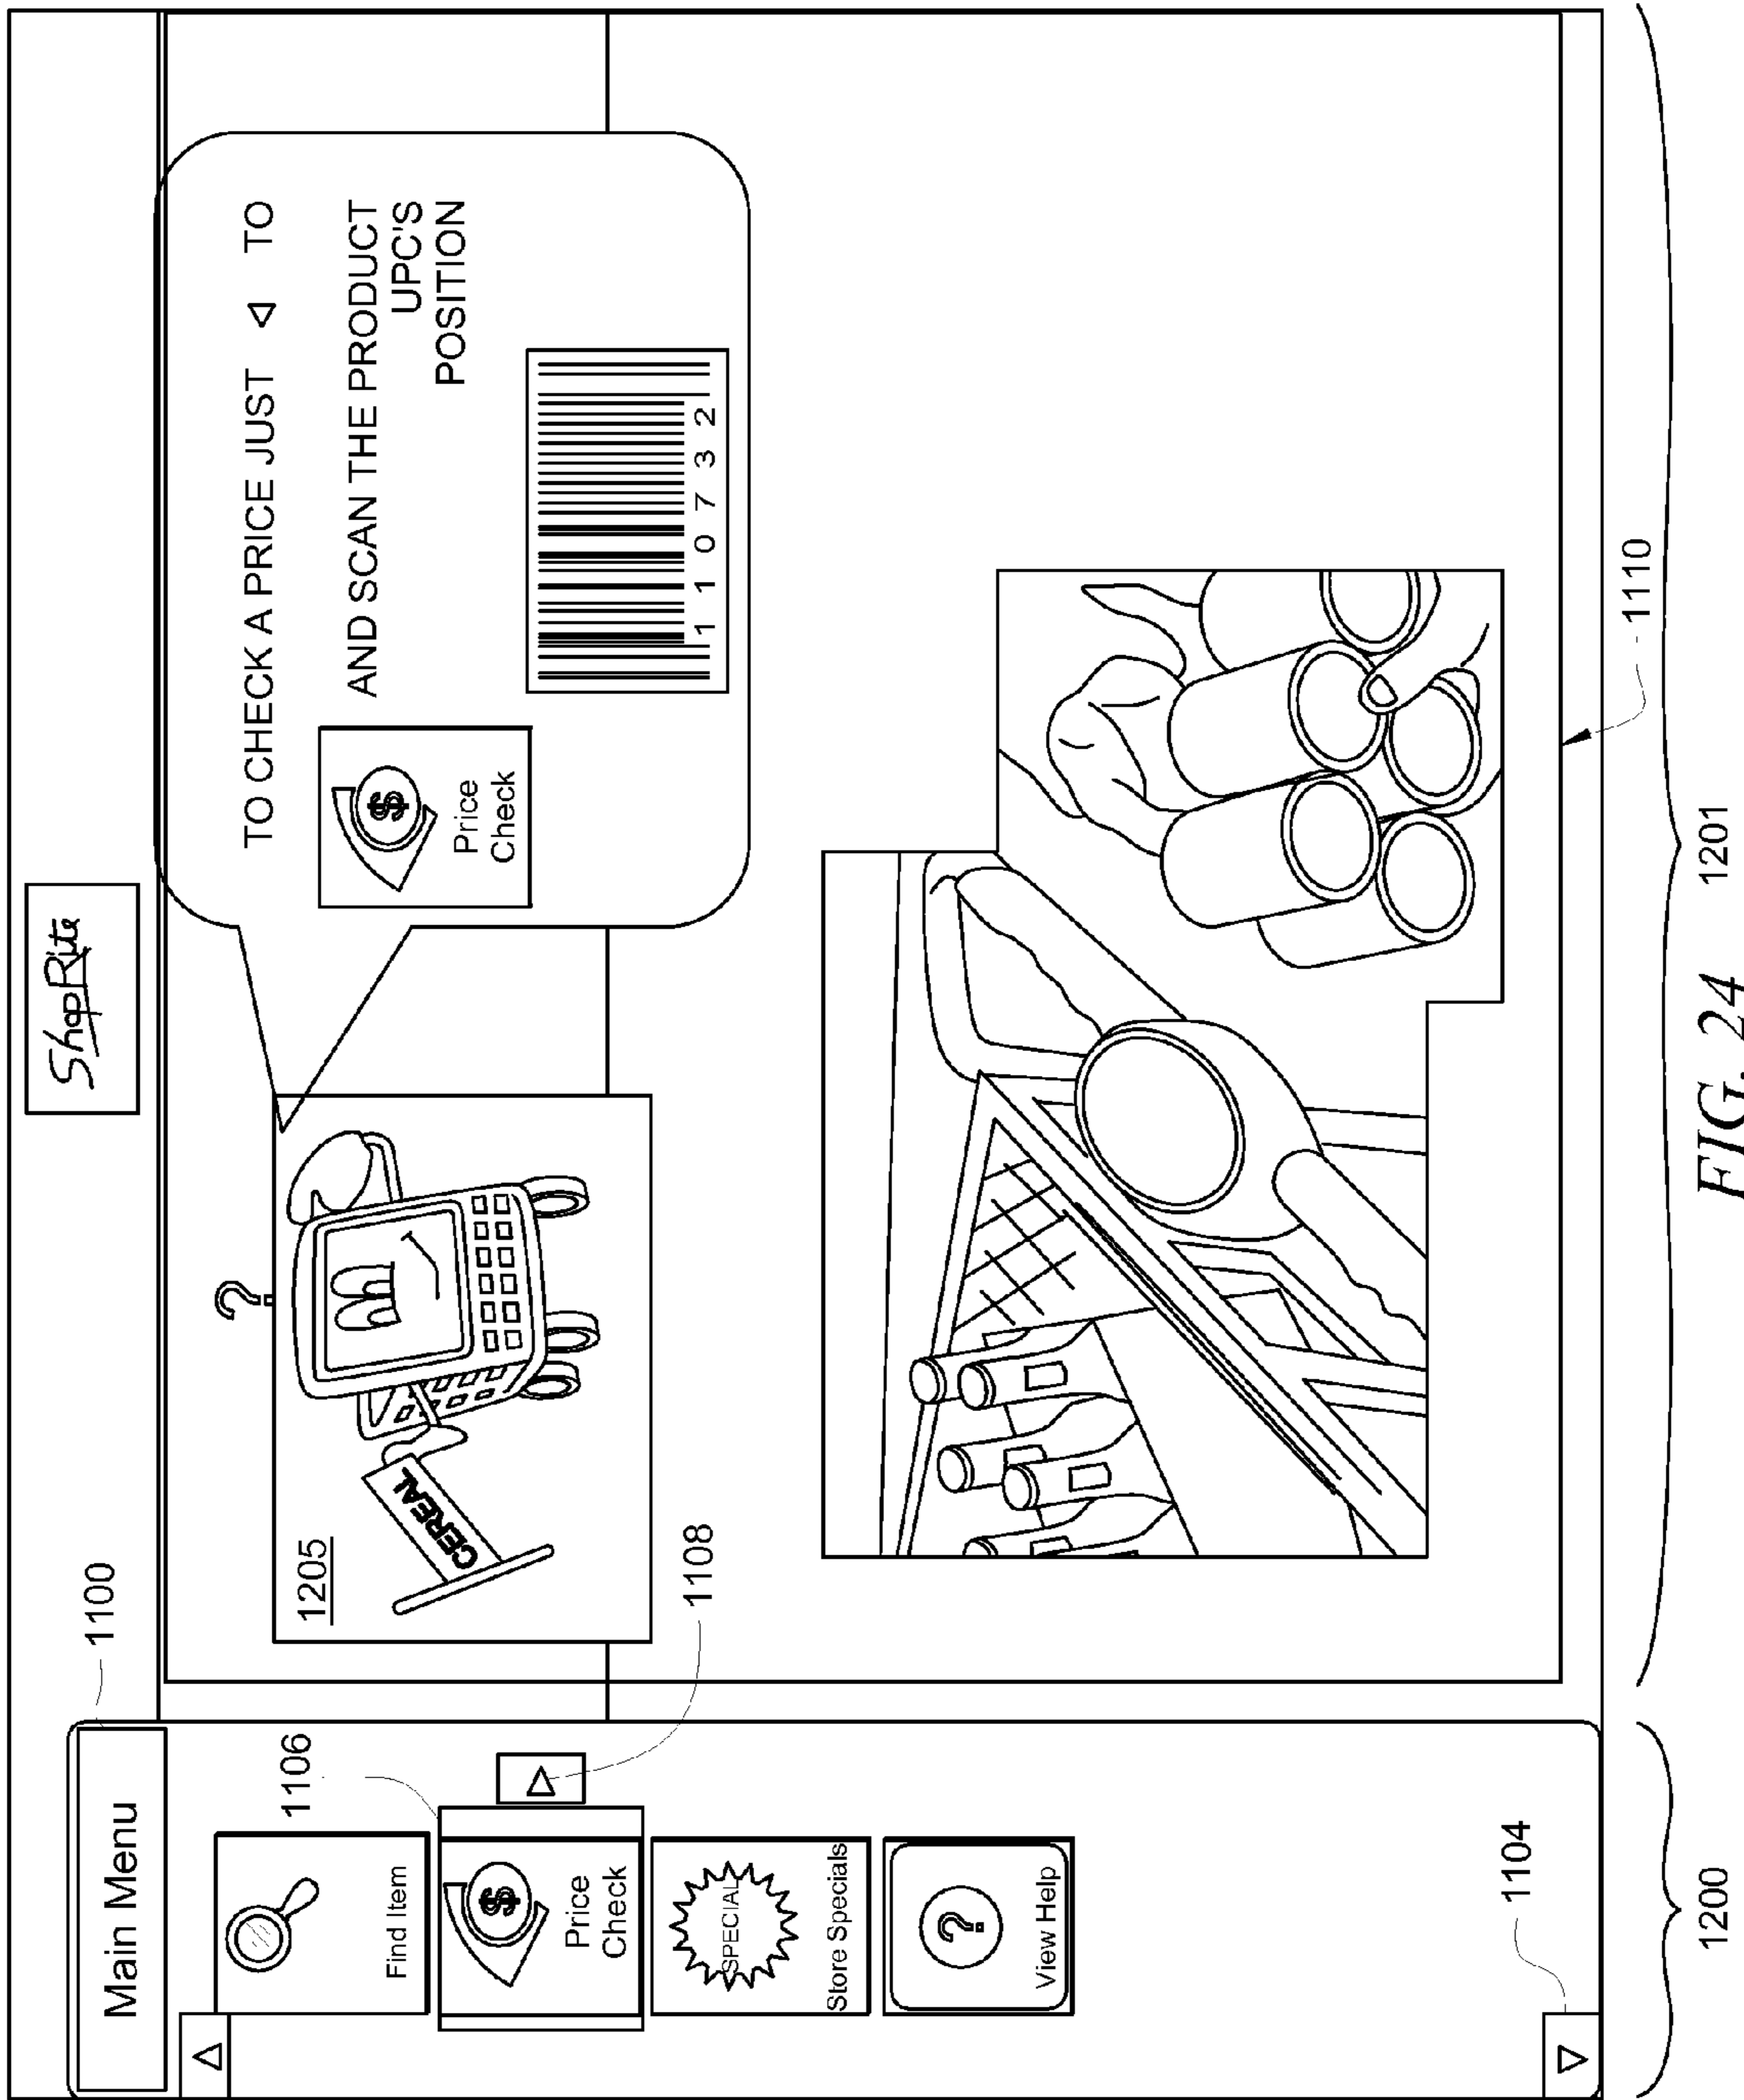 ShopRite
Main Menu
1100
Find Item
1106
Price
Check
1108
SPECIAL
Store Specials
?
View Help
1104
1205
CEREAL
?
TO CHECK A PRICE JUST ◁ TO
$
Price
Check
AND SCAN THE PRODUCT
UPC'S
POSITION
1 1 0 7 3 2
$
1110
1200
1201
FIG. 24